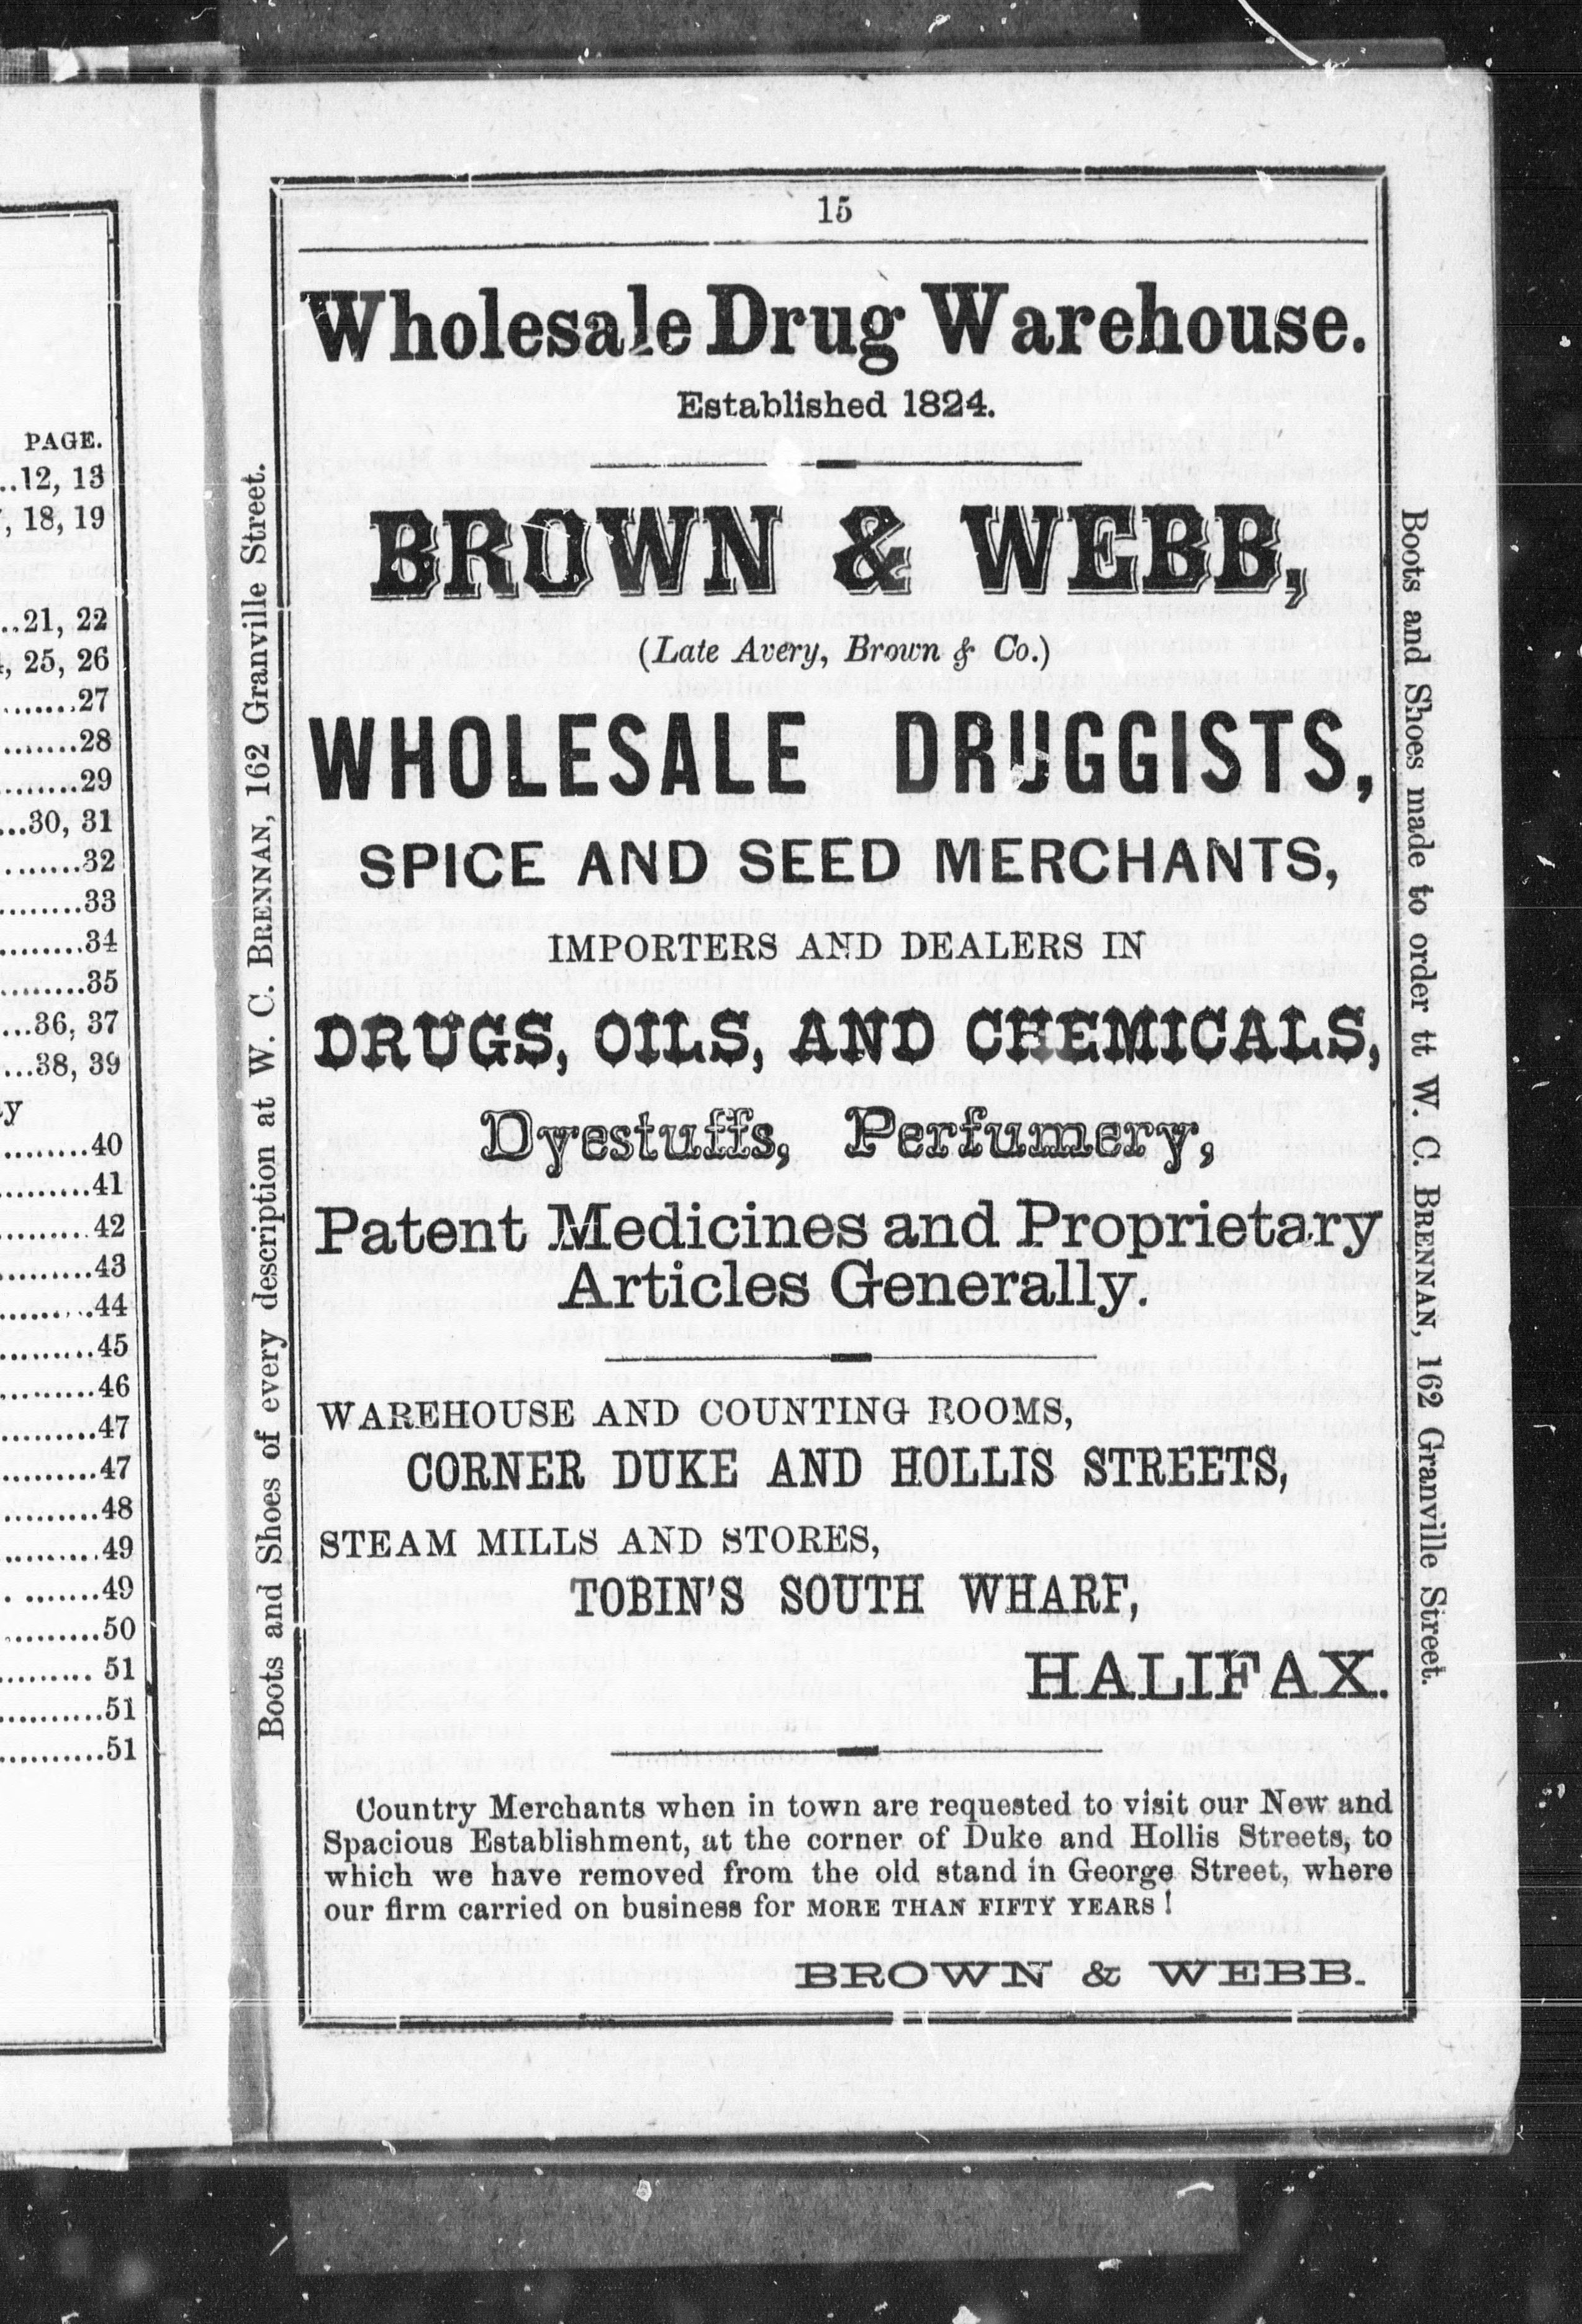 PAGE.
..12, 13
, 18, 19
..21, 22
, 25, 26
........27
........28
........29
...30, 31
........32
.........33
.........34
.........35
...36, 37
...38, 39
y
.........40
.........41
.........42
.........43
.........44
.........45
.........46
.........47
.........47
..........48
..........49
. .......49
..........50
.......... 51
..........51
..........51
Boots and Shoes of every description at W. C. BRENNAN, 162 Granville Street.
15
Wholesale Drug Warehouse.
Established 1824.
BROWN & WEBB,
(Late Avery, Brown & Co.)
WHOLESALE DRUGGISTS,
SPICE AND SEED MERCHANTS,
IMPORTERS AND DEALERS IN
DRUGS, OILS, AND CHEMICALS,
Dyestuffs, Perfumery,
Patent Medicines and Proprietary
Articles Generally.
WAREHOUSE AND COUNTING ROOMS,
CORNER DUKE AND HOLLIS STREETS,
STEAM MILLS AND STORES,
TOBIN'S SOUTH WHARF,
HALIFAX.
Country Merchants when in town are requested to visit our New and
Spacious Establishment, at the corner of Duke and Hollis Streets, to
which we have removed from the old stand in George Street, where
our firm carried on business for MORE THAN FIFTY YEARS !
BROWN & WEBB.
Boots and Shoes made to order tt W. C. BRENNAN, 162 Granville Street.